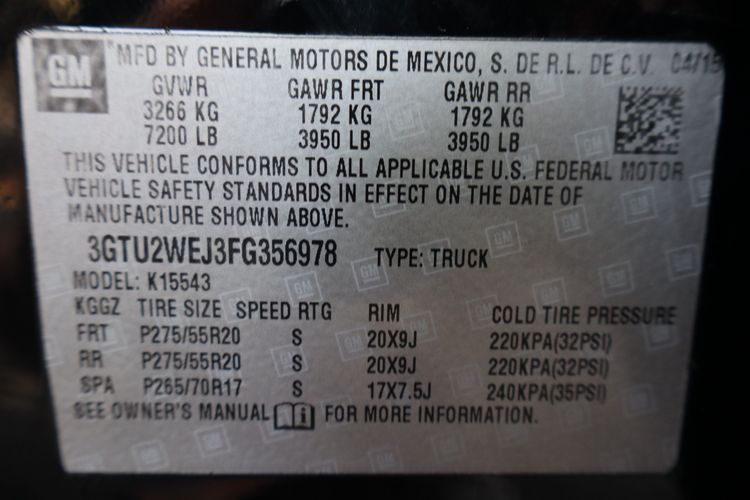 GM MFD BY GENERAL MOTORS DE MEXICO, S. DE R.L. DE C.V. 04/15
GVWR GAWR FRT GAWR RR
3266 KG 1792 KG 1792 KG
7200 LB 3950 LB 3950 LB
THIS VEHICLE CONFORMS TO ALL APPLICABLE U.S. FEDERAL MOTOR
VEHICLE SAFETY STANDARDS IN EFFECT ON THE DATE OF
MANUFACTURE SHOWN ABOVE.
3GTU2WEJ3FG356978 TYPE: TRUCK
MODEL: K15543
KGGZ TIRE SIZE SPEED RTG RIM COLD TIRE PRESSURE
FRT P275/55R20 S 20X9J 220KPA(32PSI)
RR P275/55R20 S 20X9J 220KPA(32PSI)
SPA P265/70R17 S 17X7.5J 240KPA(35PSI)
SEE OWNER'S MANUAL i FOR MORE INFORMATION.